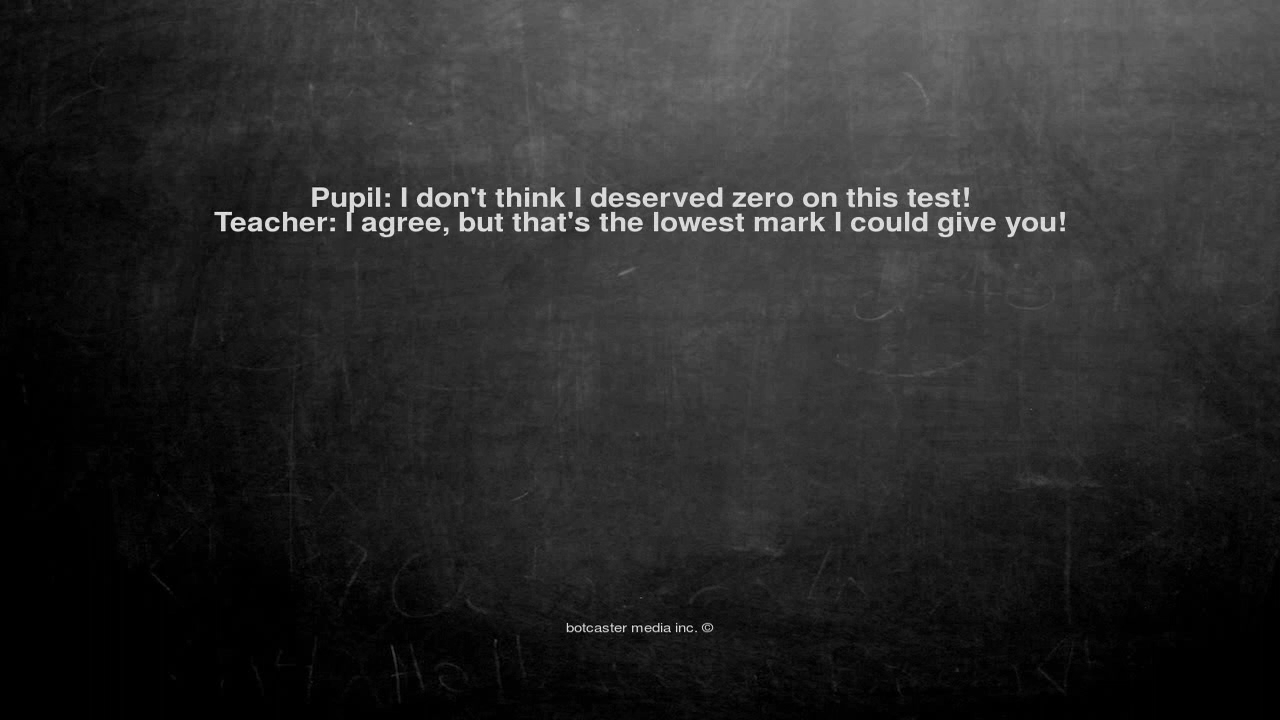 Pupil: I don't think I deserved zero on this test!
Teacher: I agree, but that's the lowest mark I could give you!
botcaster media inc. ©